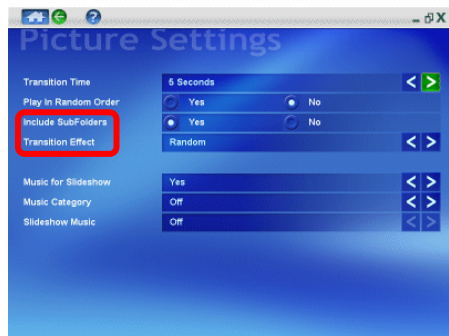 Picture Settings
Transition Time 5 Seconds < >
Play In Random Order Yes No
Include SubFolders Yes No
Transition Effect Random < >
Music for Slideshow Yes < >
Music Category Off < >
Slideshow Music Off < >